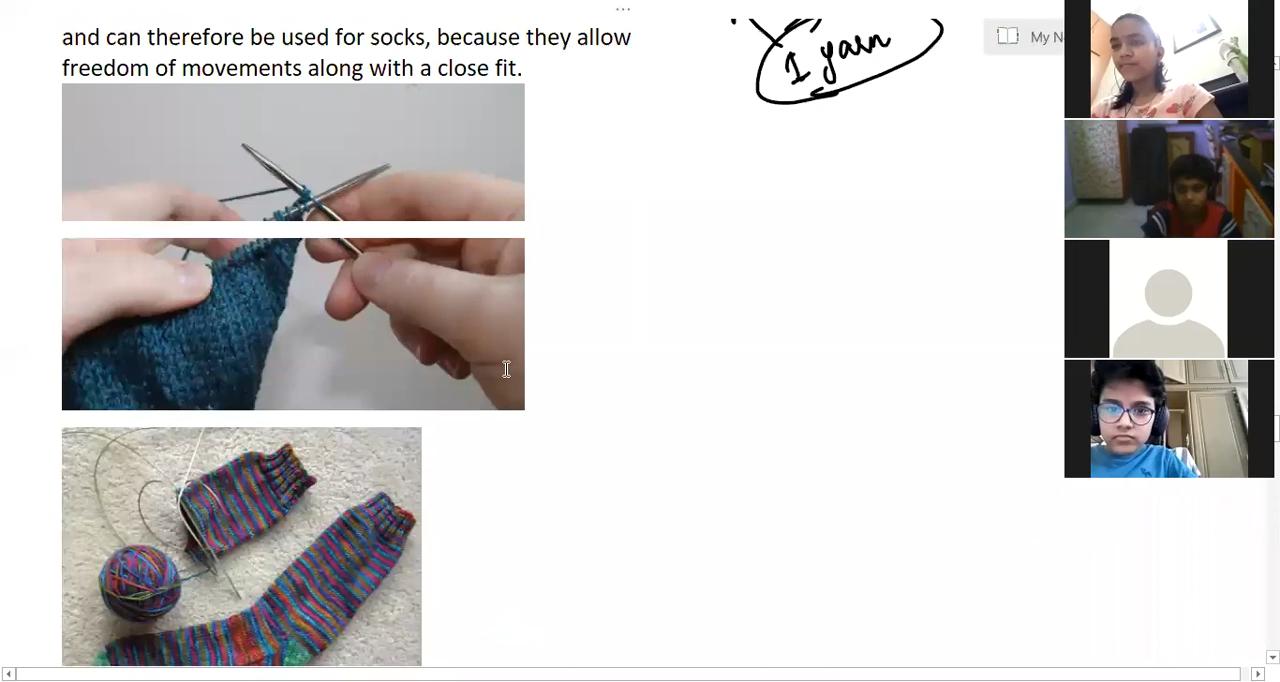 and can therefore be used for socks, because they allow
freedom of movements along with a close fit.
1 yarn
My N